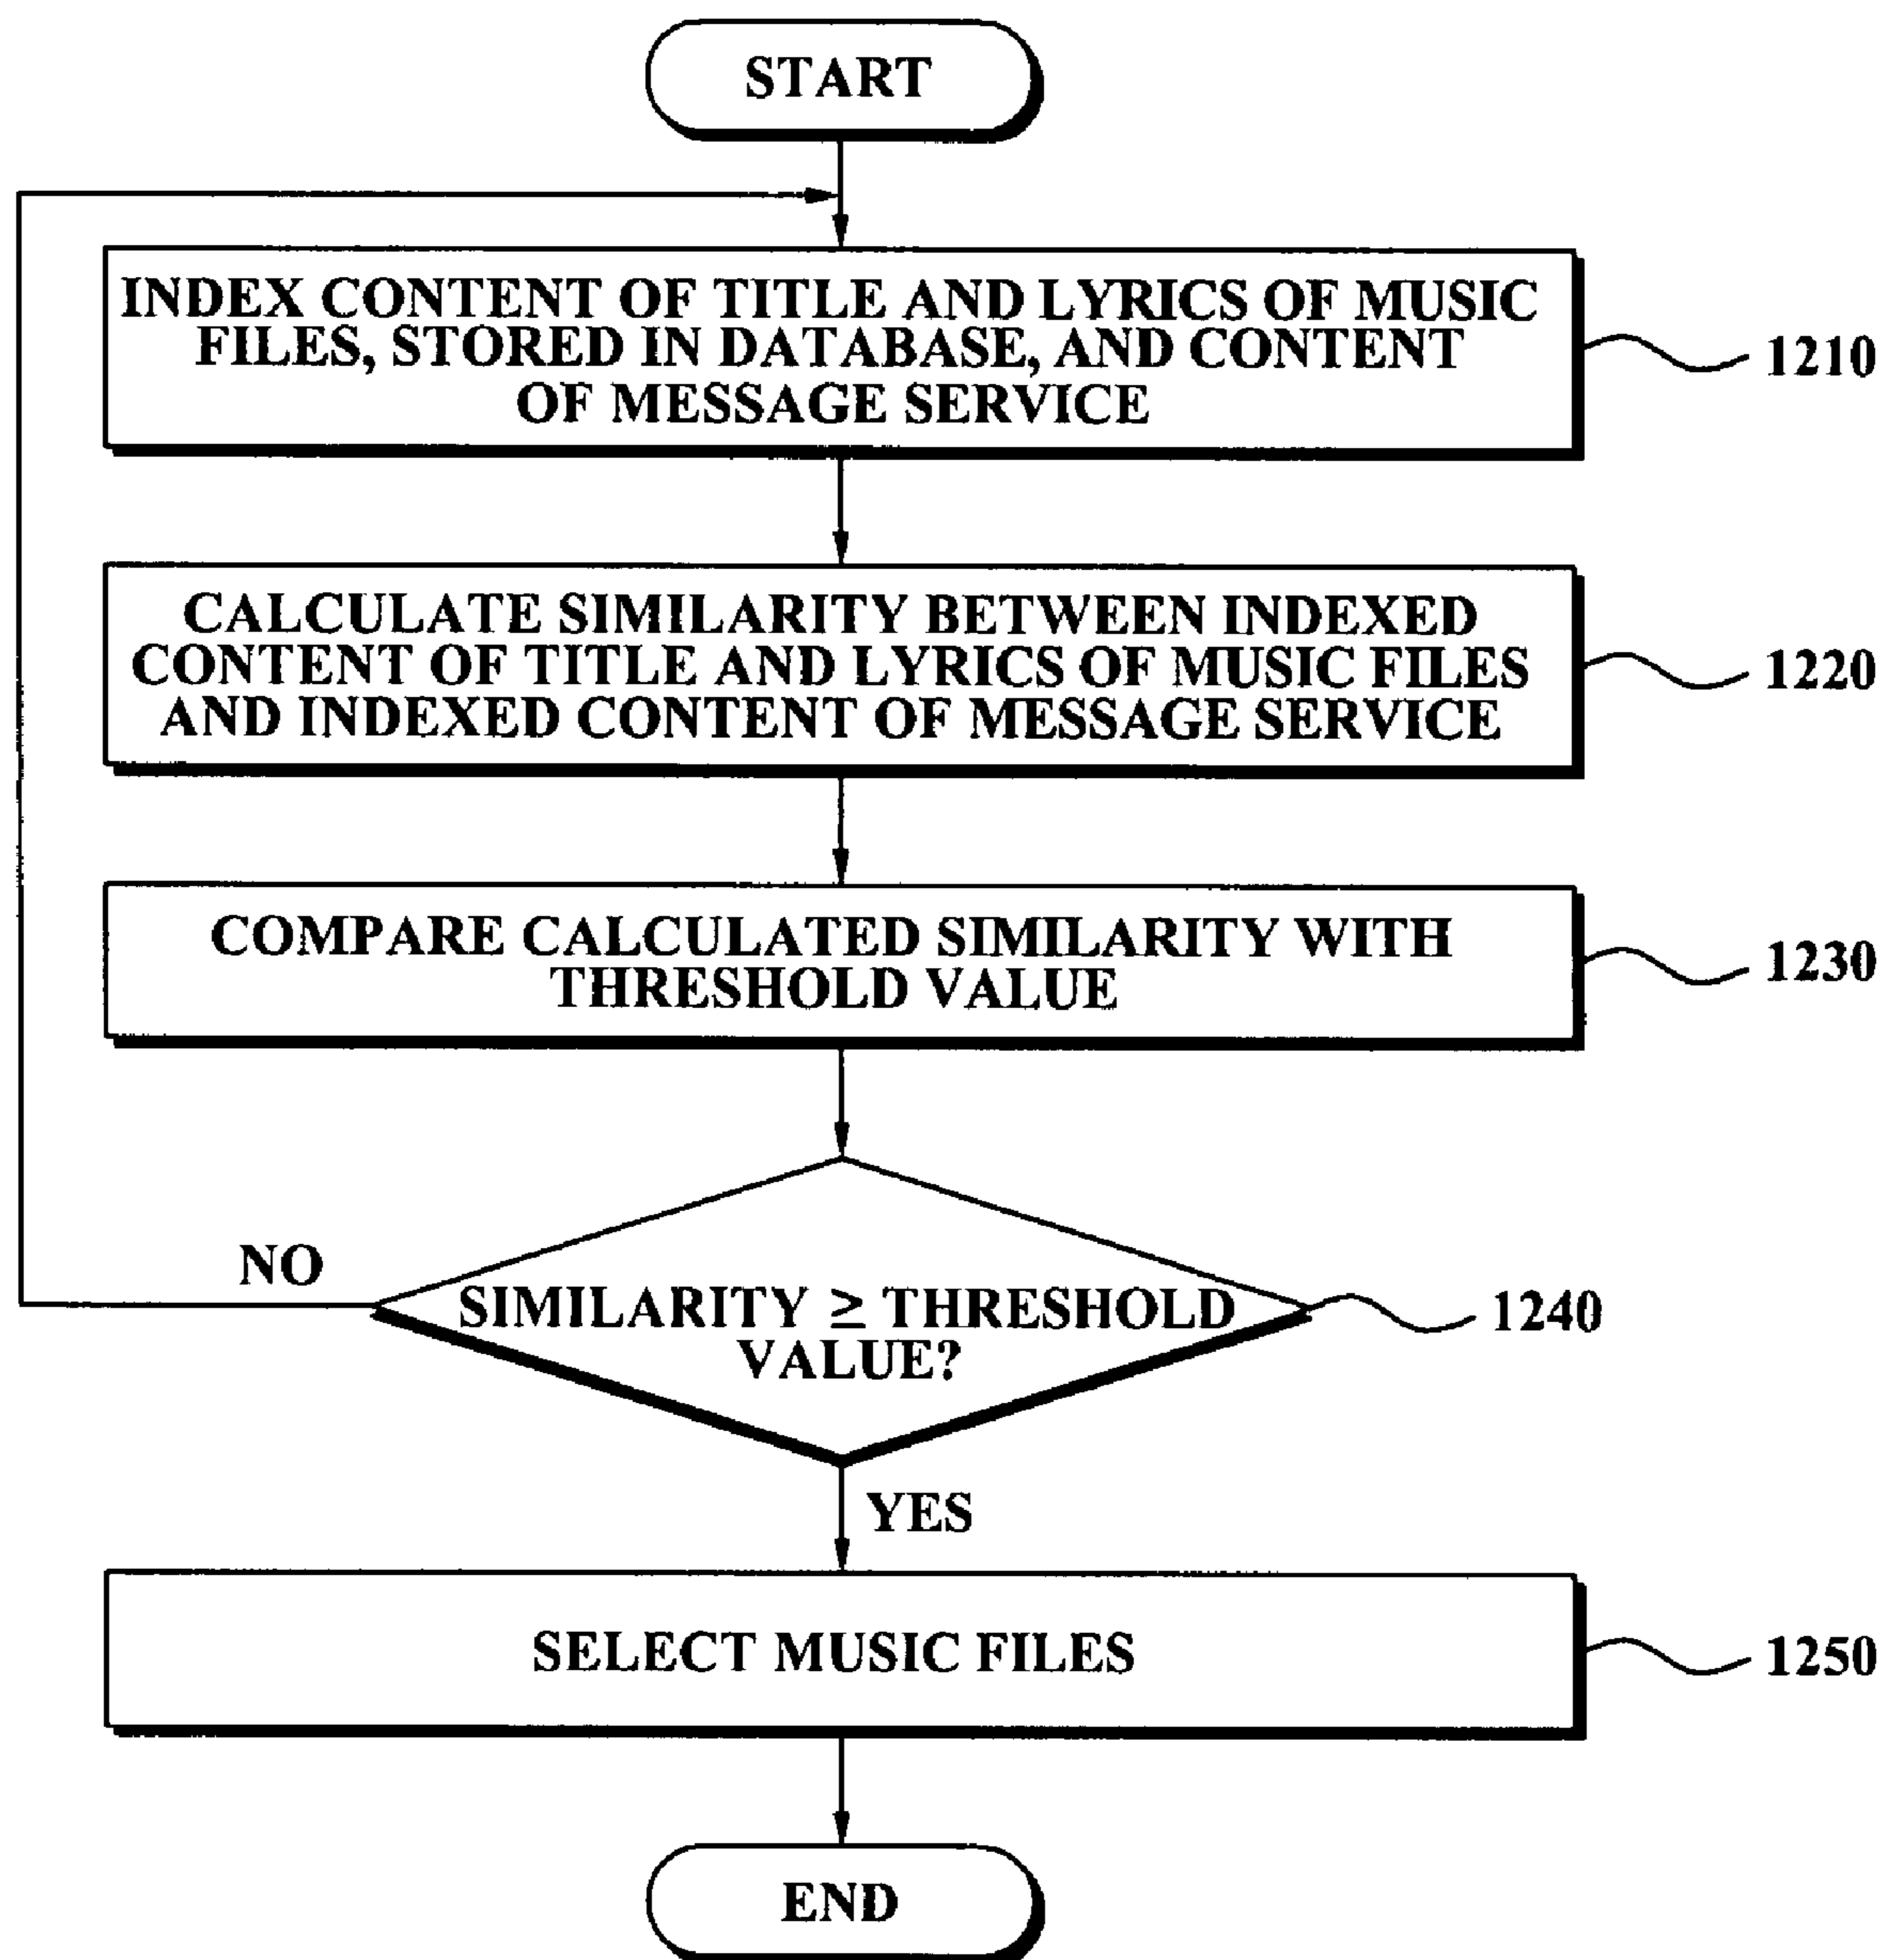 START
INDEX CONTENT OF TITLE AND LYRICS OF MUSIC
FILES, STORED IN DATABASE, AND CONTENT
OF MESSAGE SERVICE
1210
CALCULATE SIMILARITY BETWEEN INDEXED
CONTENT OF TITLE AND LYRICS OF MUSIC FILES
AND INDEXED CONTENT OF MESSAGE SERVICE
1220
COMPARE CALCULATED SIMILARITY WITH
THRESHOLD VALUE
1230
NO
SIMILARITY ≥ THRESHOLD
VALUE?
1240
YES
SELECT MUSIC FILES
1250
END